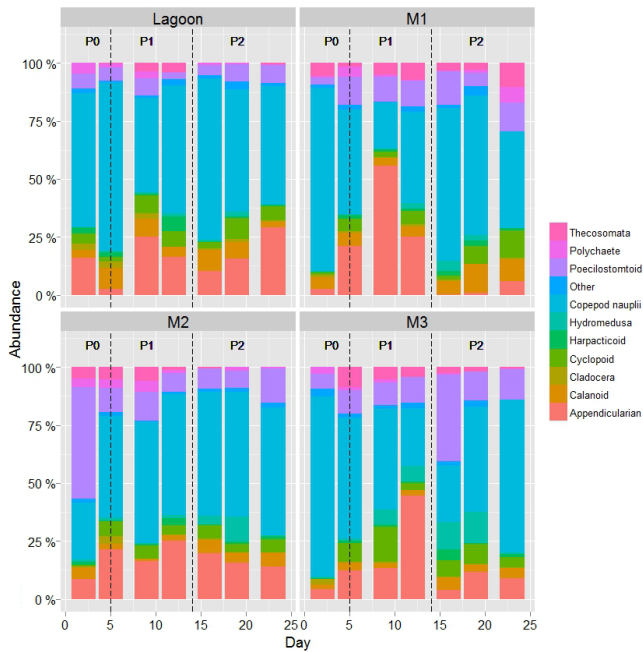 Lagoon
M1
P0 P1 P2
P0 P1 P2
100 %
75 %
50 %
25 %
0 %
M2
M3
P0 P1 P2
P0 P1 P2
100 %
75 %
50 %
25 %
0 %
0 5 10 15 20 25
0 5 10 15 20 25
Day
Abundance
Thecosomata
Polychaete
Poecilostomtoid
Other
Copepod nauplii
Hydromedusa
Harpacticoid
Cyclopoid
Cladocera
Calanoid
Appendicularian